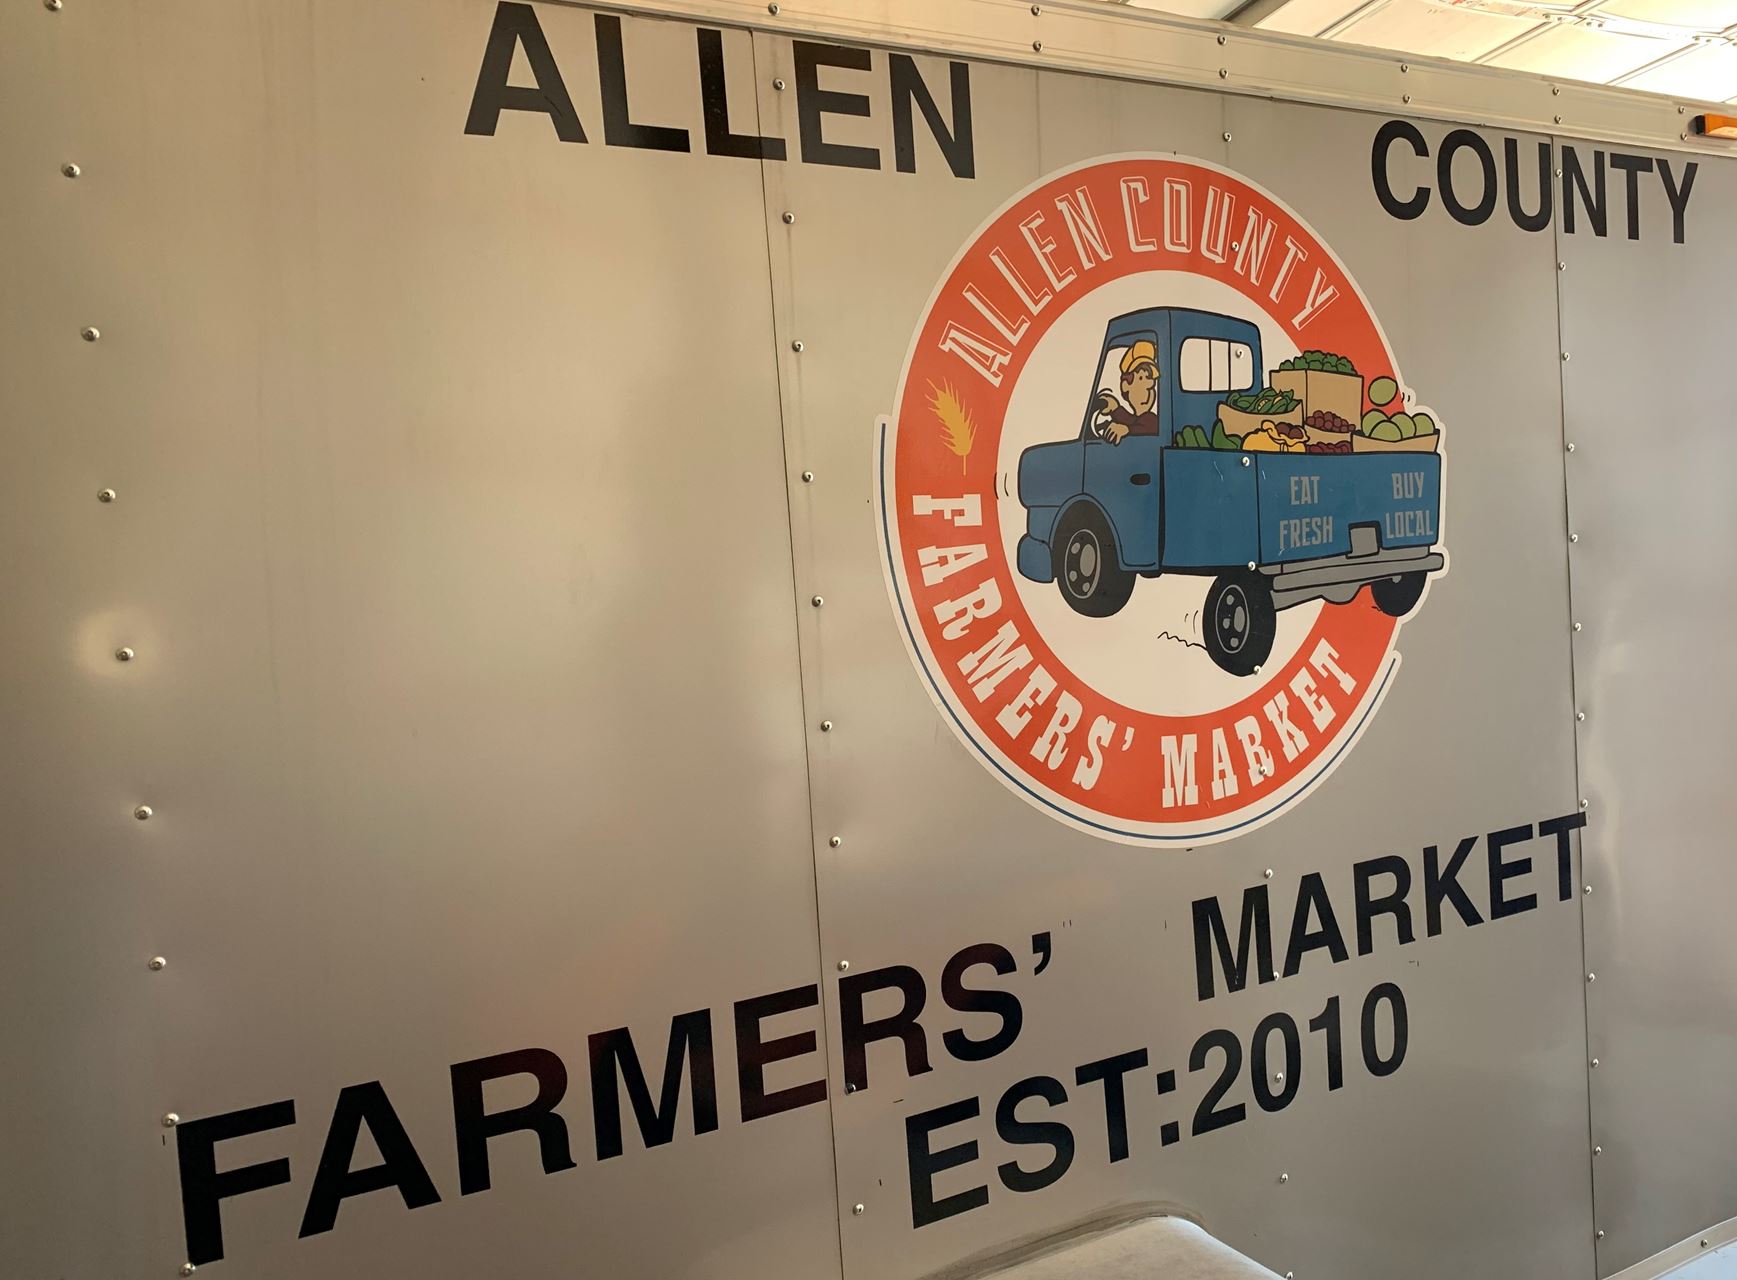 ALLEN COUNTY
ALLEN COUNTY
EAT FRESH
BUY LOCAL
FARMERS' MARKET
FARMERS' MARKET
EST:2010